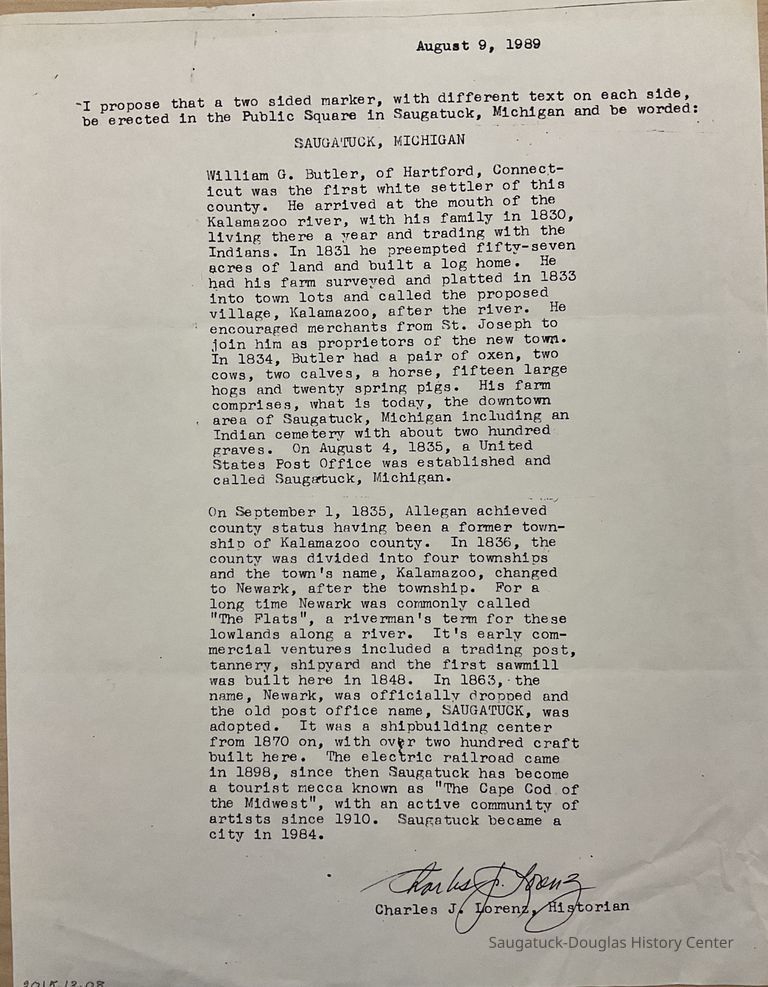 August 9, 1989
I propose that a two sided marker, with different text on each side,
be erected in the Public Square in Saugatuck, Michigan and be worded:
SAUGATUCK, MICHIGAN
William G. Butler, of Hartford, Connect-
icut was the first white settler of this
county. He arrived at the mouth of the
Kalamazoo river, with his family in 1830,
living there a year and trading with the
Indians. In 1831 he preempted fifty-seven
acres of land and built a log home. He
had his farm surveyed and platted in 1833
into town lots and called the proposed
village, Kalamazoo, after the river. He
encouraged merchants from St. Joseph to
join him as proprietors of the new town.
In 1834, Butler had a pair of oxen, two
cows, two calves, a horse, fifteen large
hogs and twenty spring pigs. His farm
comprises, what is today, the downtown
area of Saugatuck, Michigan including an
Indian cemetery with about two hundred
graves. On August 4, 1835, a United
States Post Office was established and
called Saugatuck, Michigan.
On September 1, 1835, Allegan achieved
county status having been a former town-
ship of Kalamazoo county. In 1836, the
county was divided into four townships
and the town's name, Kalamazoo, changed
to Newark, after the township. For a
long time Newark was commonly called
"The Flats", a riverman's term for these
lowlands along a river. It's early com-
mercial ventures included a trading post,
tannery, shipyard and the first sawmill
was built here in 1848. In 1863, the
name, Newark, was officially dropped and
the old post office name, SAUGATUCK, was
adopted. It was a shipbuilding center
from 1870 on, with over two hundred craft
built here. The electric railroad came
in 1898, since then Saugatuck has become
a tourist mecca known as "The Cape Cod of
the Midwest", with an active community of
artists since 1910. Saugatuck became a
city in 1984.
Charles J. Lorenz
Charles J. Lorenz, Historian
Saugatuck-Douglas History Center